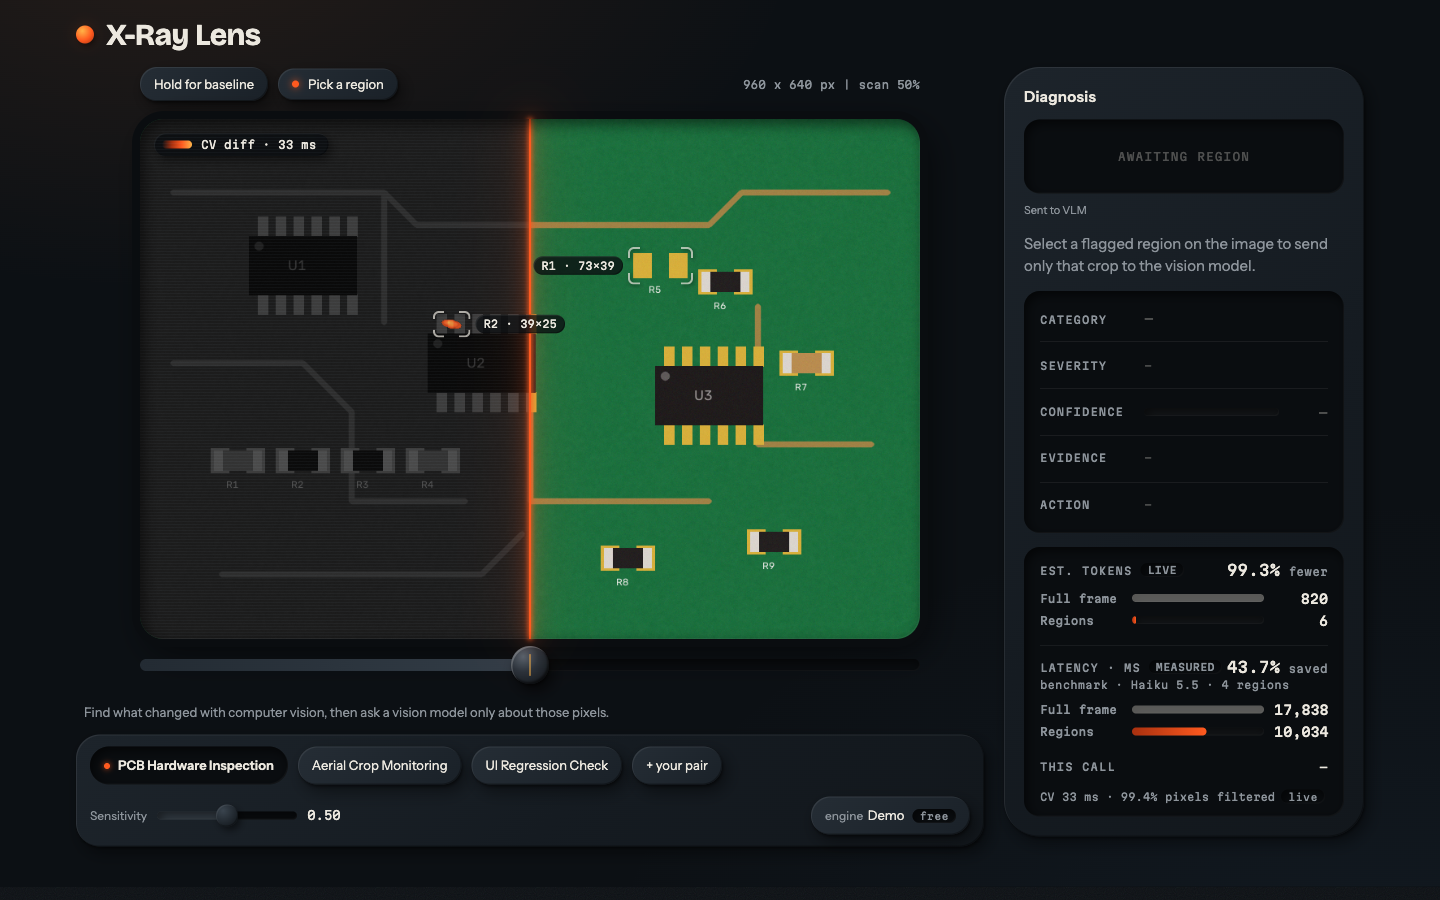 X-Ray Lens
Hold for baseline
Pick a region
960 x 640 px | scan 50%
CV diff · 33 ms
U1
R1 · 73×39
R5
R6
R2 · 39×25
U2
U3
R7
R1
R2
R3
R4
R8
R9
Find what changed with computer vision, then ask a vision model only about those pixels.
PCB Hardware Inspection
Aerial Crop Monitoring
UI Regression Check
+ your pair
Sensitivity
0.50
engine Demo free
Diagnosis
AWAITING REGION
Sent to VLM
Select a flagged region on the image to send
only that crop to the vision model.
CATEGORY —
SEVERITY —
CONFIDENCE —
EVIDENCE —
ACTION —
EST. TOKENS LIVE 99.3% fewer
Full frame 820
Regions 6
LATENCY · MS MEASURED 43.7% saved
benchmark · Haiku 5.5 · 4 regions
Full frame 17,838
Regions 10,034
THIS CALL —
CV 33 ms · 99.4% pixels filtered live